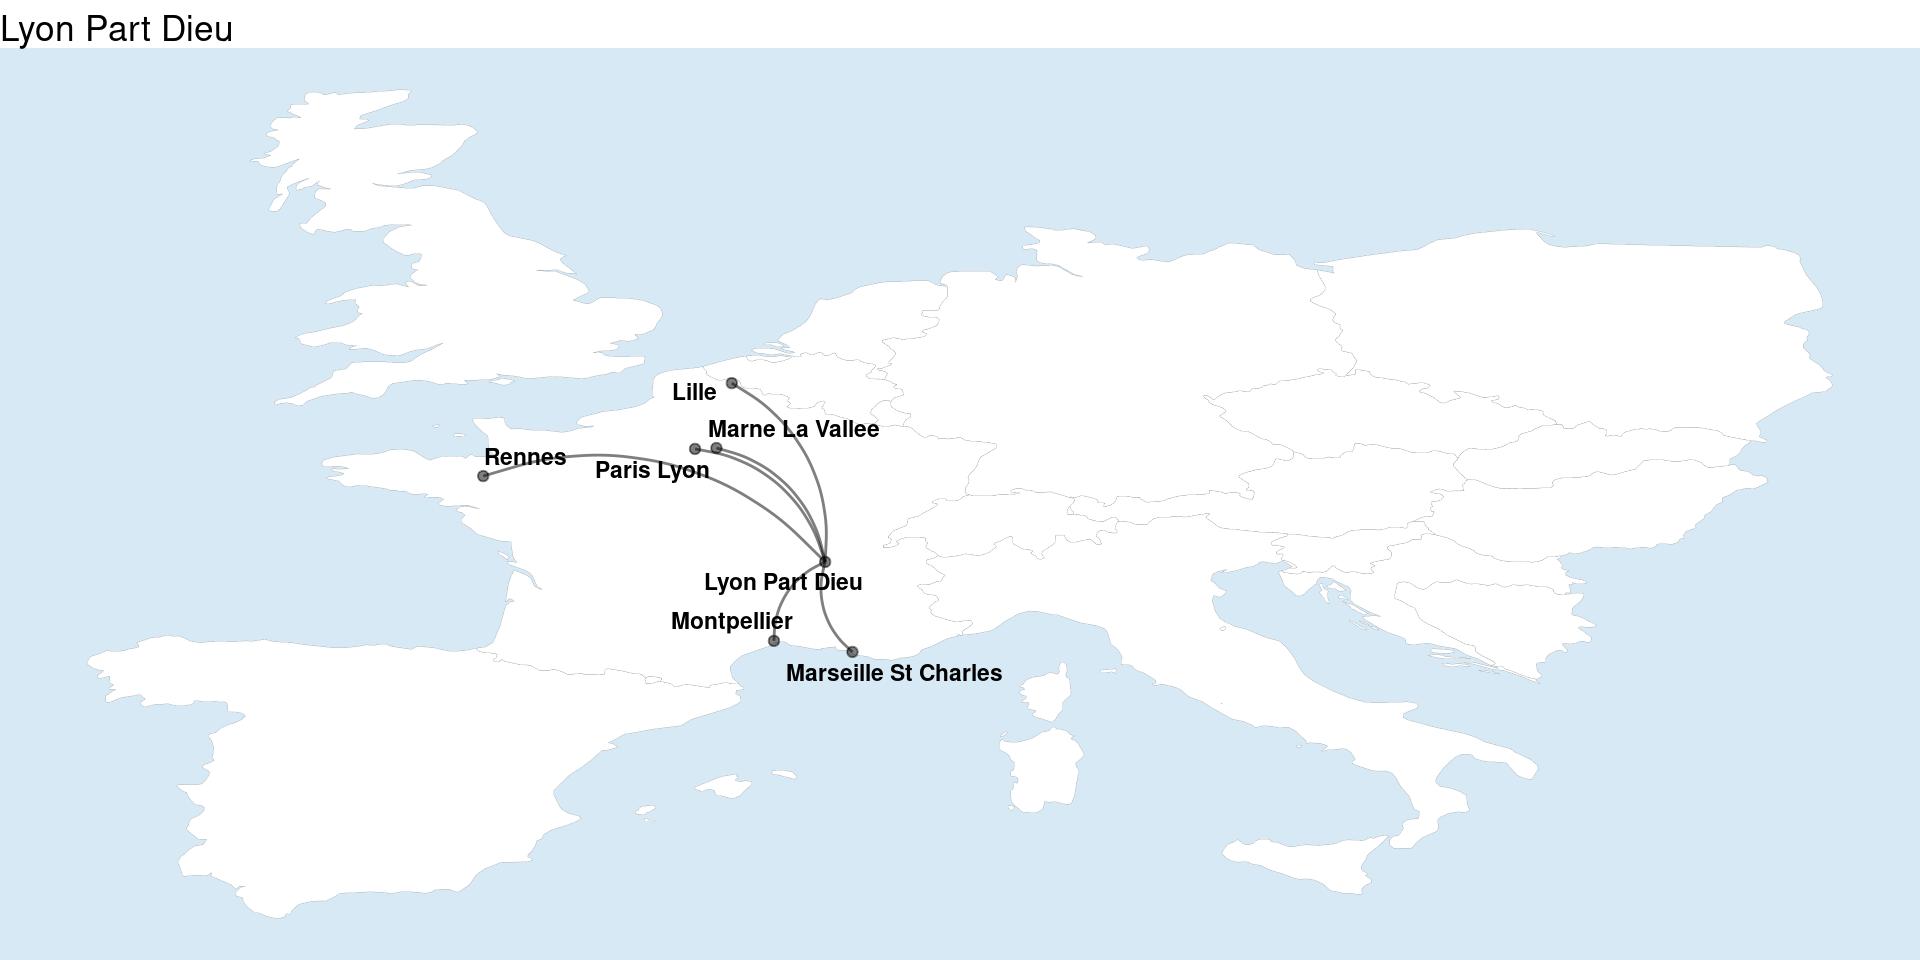 Lyon Part Dieu
Lille
Marne La Vallee
Rennes
Paris Lyon
Lyon Part Dieu
Montpellier
Marseille St Charles